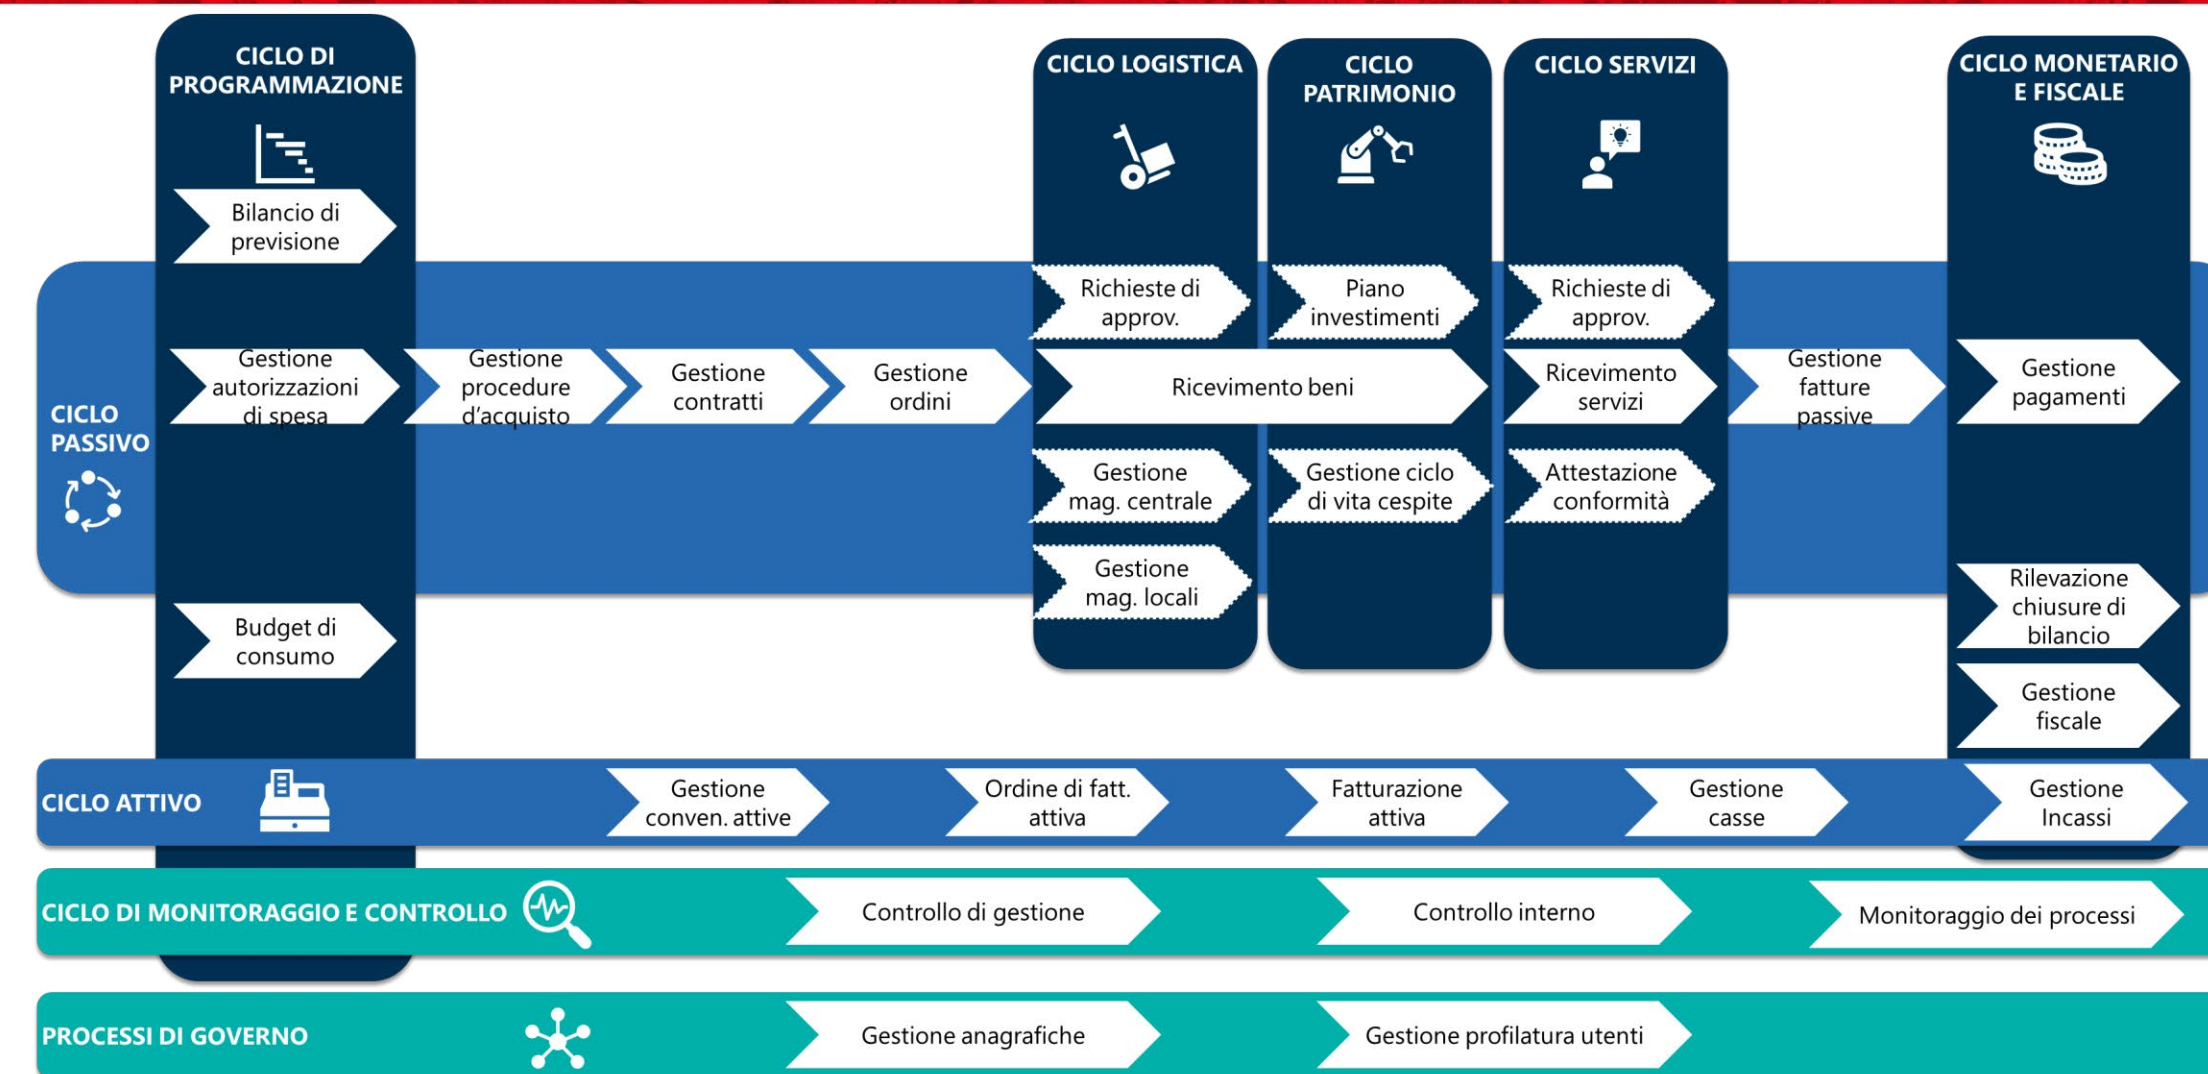 CICLO DI
PROGRAMMAZIONE
Bilancio di
previsione
CICLO LOGISTICA
CICLO
PATRIMONIO
CICLO SERVIZI
CICLO MONETARIO
E FISCALE
CICLO
PASSIVO
Gestione
autorizzazioni
di spesa
Gestione
procedure
d'acquisto
Gestione
contratti
Gestione
ordini
Richieste di
approv.
Piano
investimenti
Richieste di
approv.
Ricevimento beni
Ricevimento
servizi
Gestione
fatture
passive
Gestione
pagamenti
Gestione
mag. centrale
Gestione ciclo
di vita cespite
Attestazione
conformità
Gestione
mag. locali
Rilevazione
chiusure di
bilancio
Budget di
consumo
Gestione
fiscale
CICLO ATTIVO
Gestione
conven. attive
Ordine di fatt.
attiva
Fatturazione
attiva
Gestione
casse
Gestione
Incassi
CICLO DI MONITORAGGIO E CONTROLLO
Controllo di gestione
Controllo interno
Monitoraggio dei processi
PROCESSI DI GOVERNO
Gestione anagrafiche
Gestione profilatura utenti